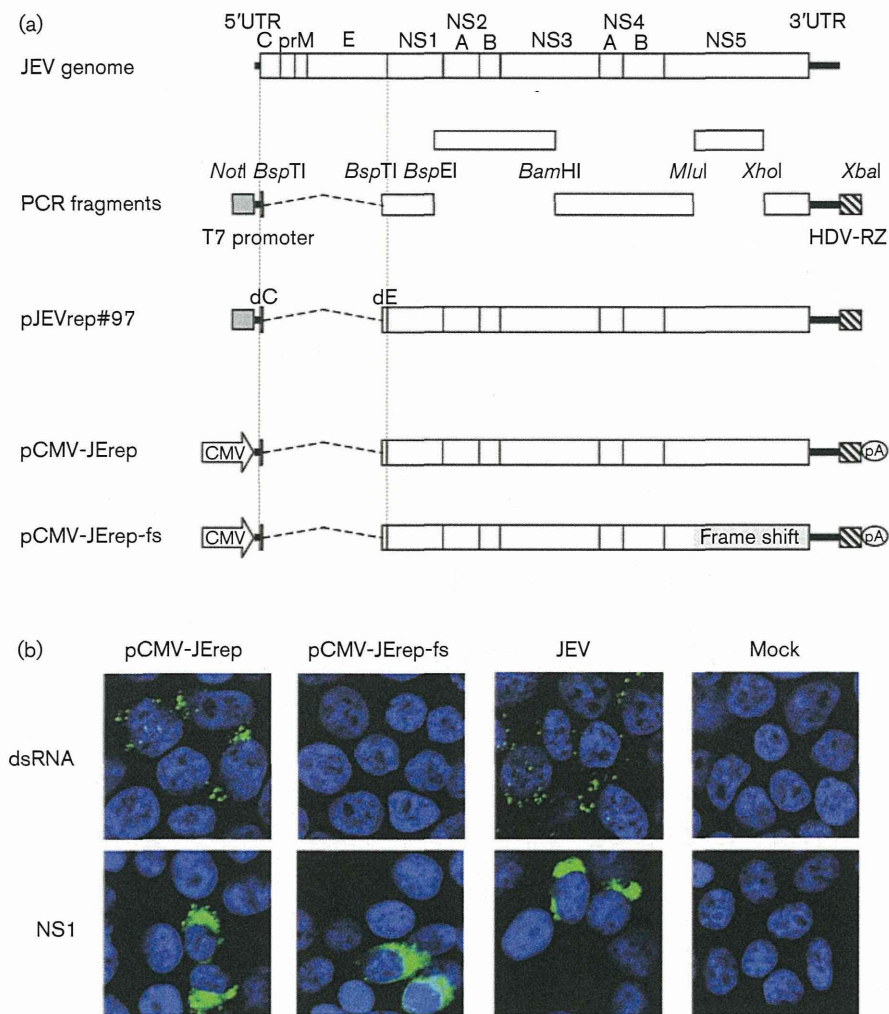 (a)
5′UTR NS2 NS4 3′UTR
C prM E NS1 A B NS3 A B NS5
JEV genome
NotI BspTI BspTI BspEI BamHI MluI XhoI XbaI
PCR fragments
T7 promoter HDV-RZ
dC dE
pJEVrep#97
pCMV-JErep CMV pA
pCMV-JErep-fs CMV Frame shift pA
(b)
pCMV-JErep pCMV-JErep-fs JEV Mock
dsRNA
NS1